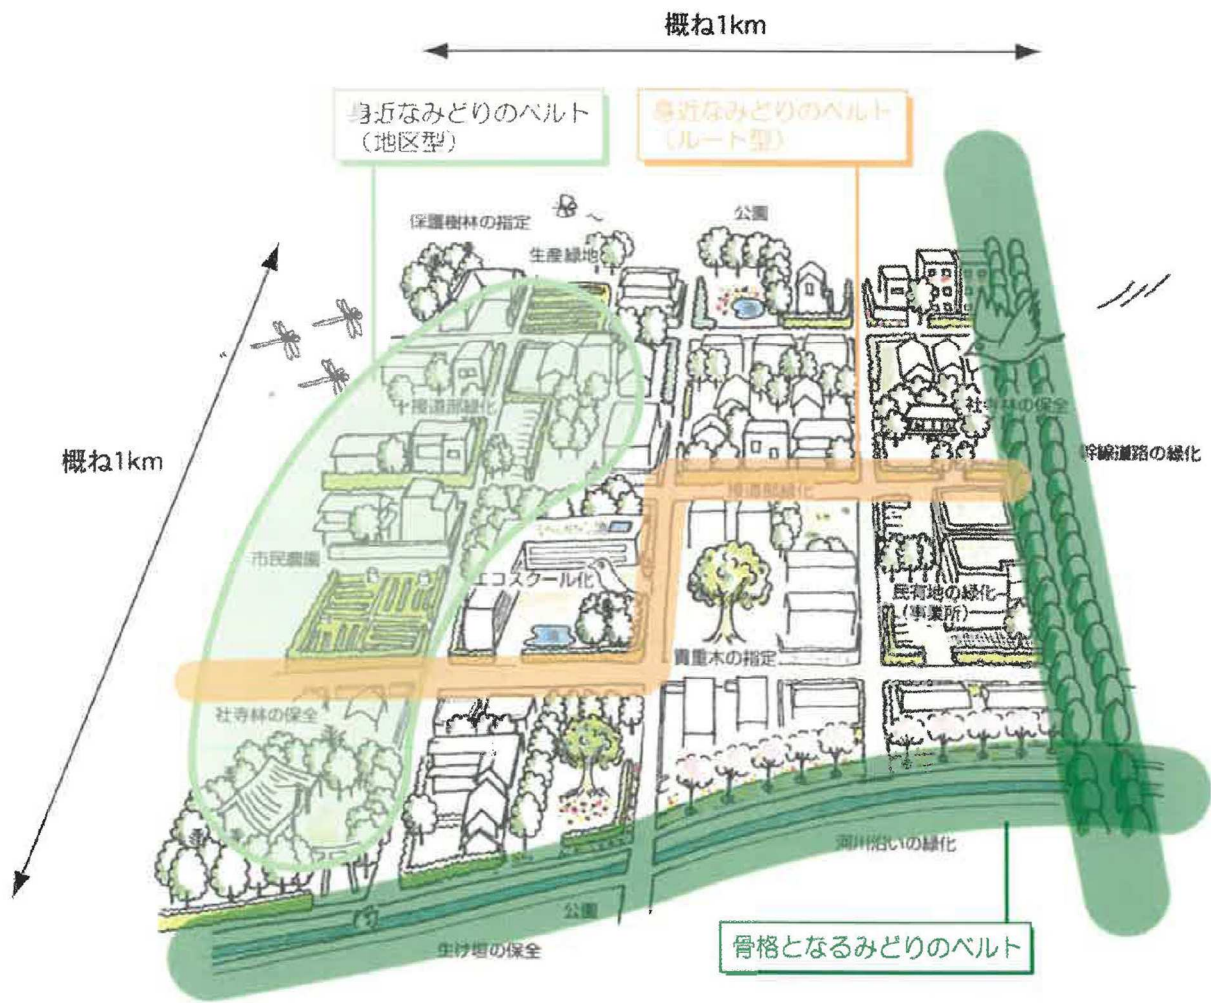 概ね1km
身近なみどりのベルト
（地区型）
身近なみどりのベルト
（ルート型）
保護樹林の指定
公園
生産緑地
接道部緑化
社寺林の保全
概ね1km
幹線道路の緑化
接道部緑化
市民農園
エコスクール化
民有地の緑化
（事業所）
貴重木の指定
社寺林の保全
河川沿いの緑化
公園
生け垣の保全
骨格となるみどりのベルト